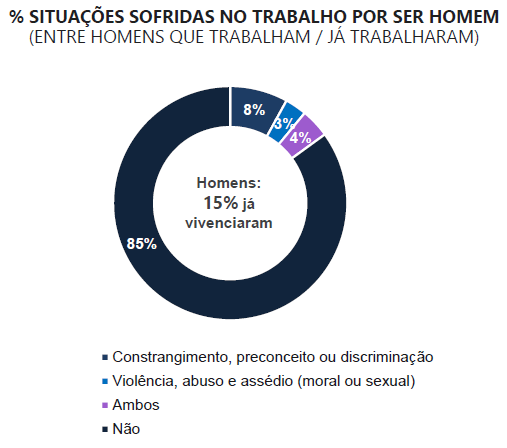 % SITUAÇÕES SOFRIDAS NO TRABALHO POR SER HOMEM
(ENTRE HOMENS QUE TRABALHAM / JÁ TRABALHARAM)
8%
3%
4%
Homens:
15% já
vivenciaram
85%
Constrangimento, preconceito ou discriminação
Violência, abuso e assédio (moral ou sexual)
Ambos
Não